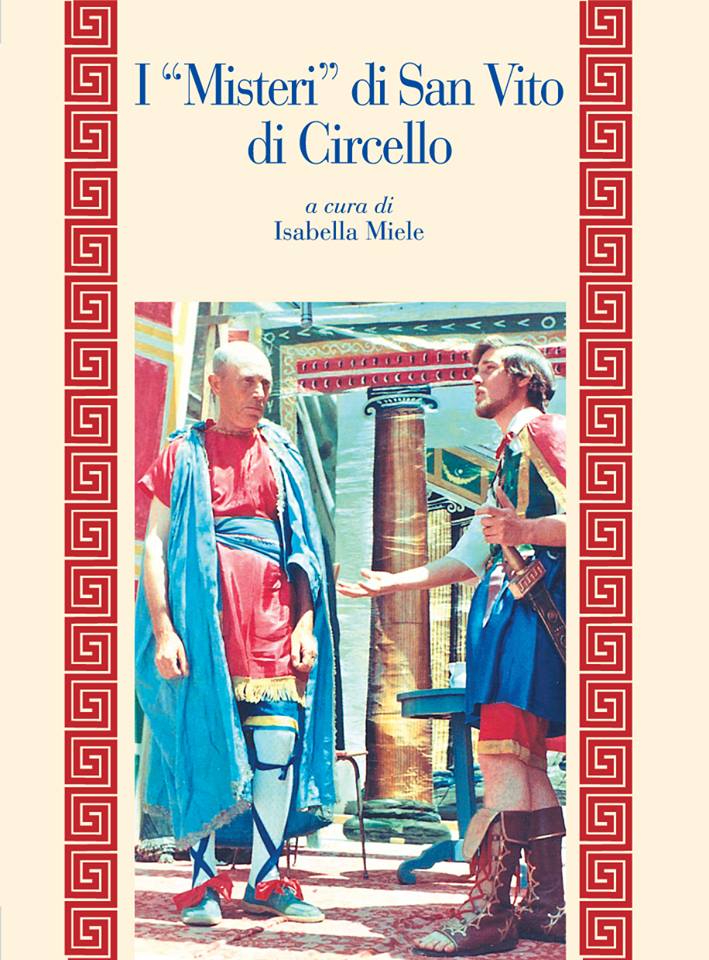 I “Misteri” di San Vito
di Circello
a cura di
Isabella Miele